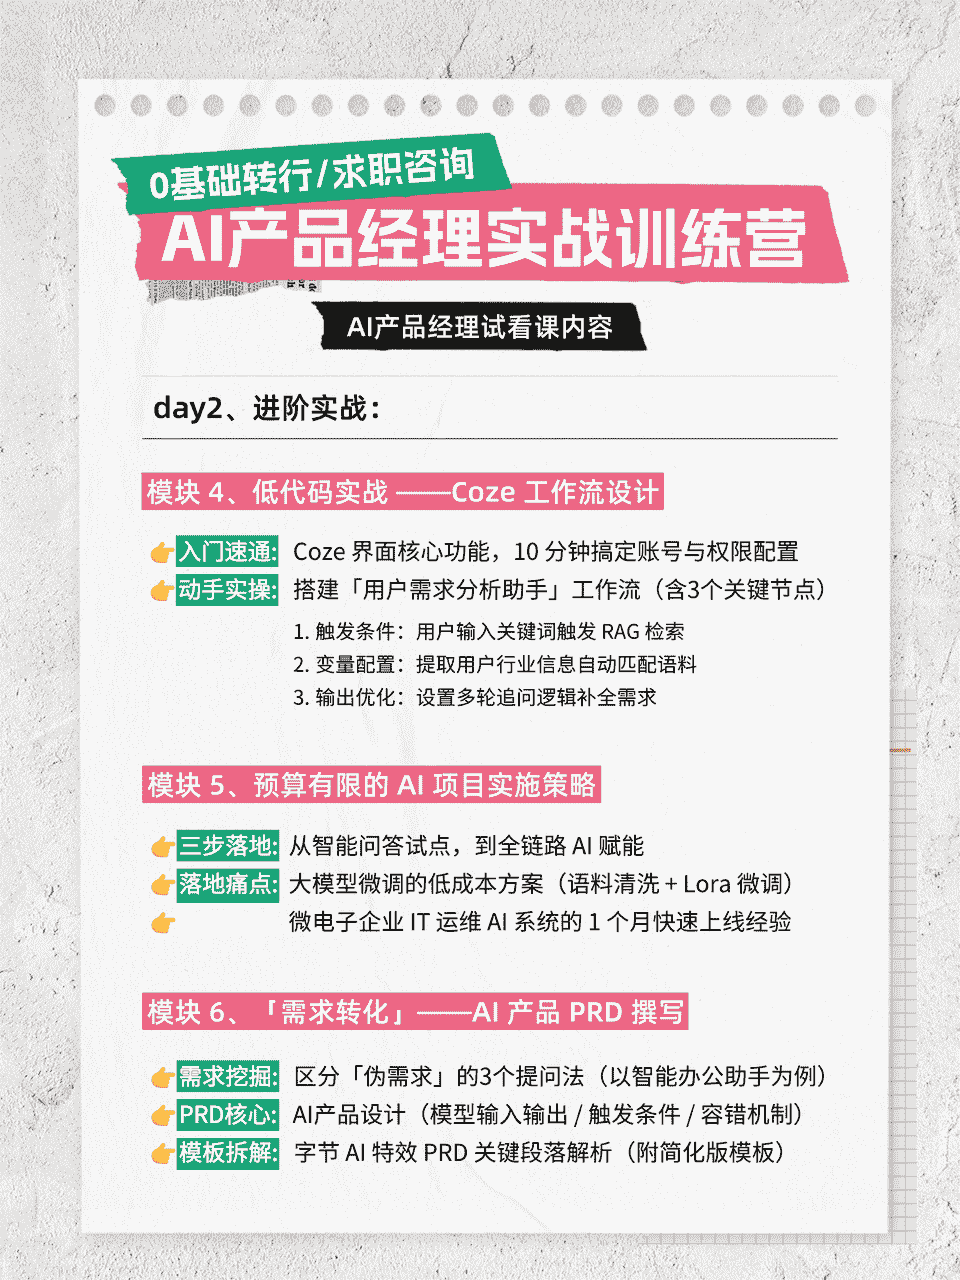 0基础转行/求职咨询
AI产品经理实战训练营
AI产品经理试看课内容
day2、进阶实战：
模块 4、低代码实战 ——Coze 工作流设计
👉入门速通: Coze 界面核心功能，10 分钟搞定账号与权限配置
👉动手实操: 搭建「用户需求分析助手」工作流（含3个关键节点）
1. 触发条件：用户输入关键词触发 RAG 检索
2. 变量配置：提取用户行业信息自动匹配语料
3. 输出优化：设置多轮追问逻辑补全需求
模块 5、预算有限的 AI 项目实施策略
👉三步落地: 从智能问答试点，到全链路 AI 赋能
👉落地痛点: 大模型微调的低成本方案（语料清洗 + Lora 微调）
👉 微电子企业 IT 运维 AI 系统的 1 个月快速上线经验
模块 6、「需求转化」——AI 产品 PRD 撰写
👉需求挖掘: 区分「伪需求」的3个提问法（以智能办公助手为例）
👉PRD核心: AI产品设计（模型输入输出 / 触发条件 / 容错机制）
👉模板拆解: 字节 AI 特效 PRD 关键段落解析（附简化版模板）